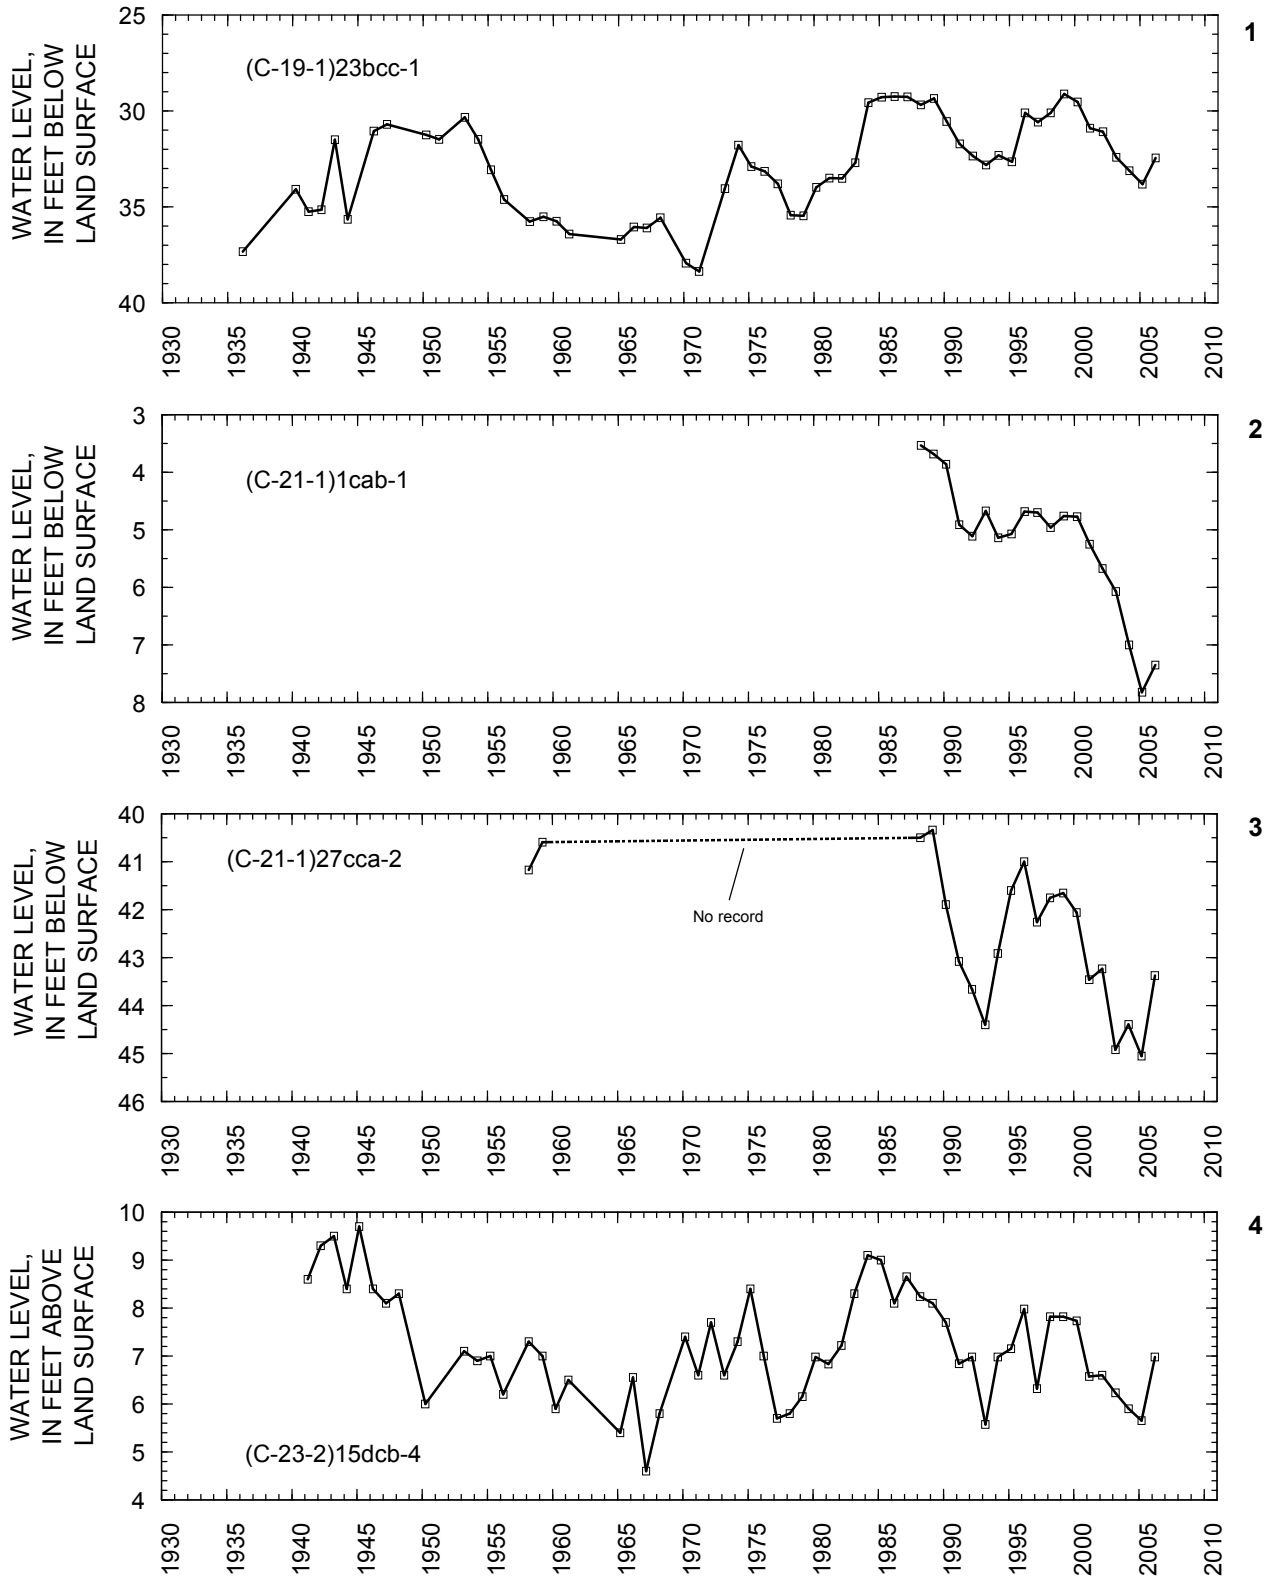 WATER LEVEL,
IN FEET BELOW
LAND SURFACE
25
30
35
40
(C-19-1)23bcc-1
1
1930 1935 1940 1945 1950 1955 1960 1965 1970 1975 1980 1985 1990 1995 2000 2005 2010
WATER LEVEL,
IN FEET BELOW
LAND SURFACE
3
4
5
6
7
8
(C-21-1)1cab-1
2
1930 1935 1940 1945 1950 1955 1960 1965 1970 1975 1980 1985 1990 1995 2000 2005 2010
WATER LEVEL,
IN FEET BELOW
LAND SURFACE
40
41
42
43
44
45
46
(C-21-1)27cca-2
No record
3
1930 1935 1940 1945 1950 1955 1960 1965 1970 1975 1980 1985 1990 1995 2000 2005 2010
WATER LEVEL,
IN FEET ABOVE
LAND SURFACE
10
9
8
7
6
5
4
(C-23-2)15dcb-4
4
1930 1935 1940 1945 1950 1955 1960 1965 1970 1975 1980 1985 1990 1995 2000 2005 2010